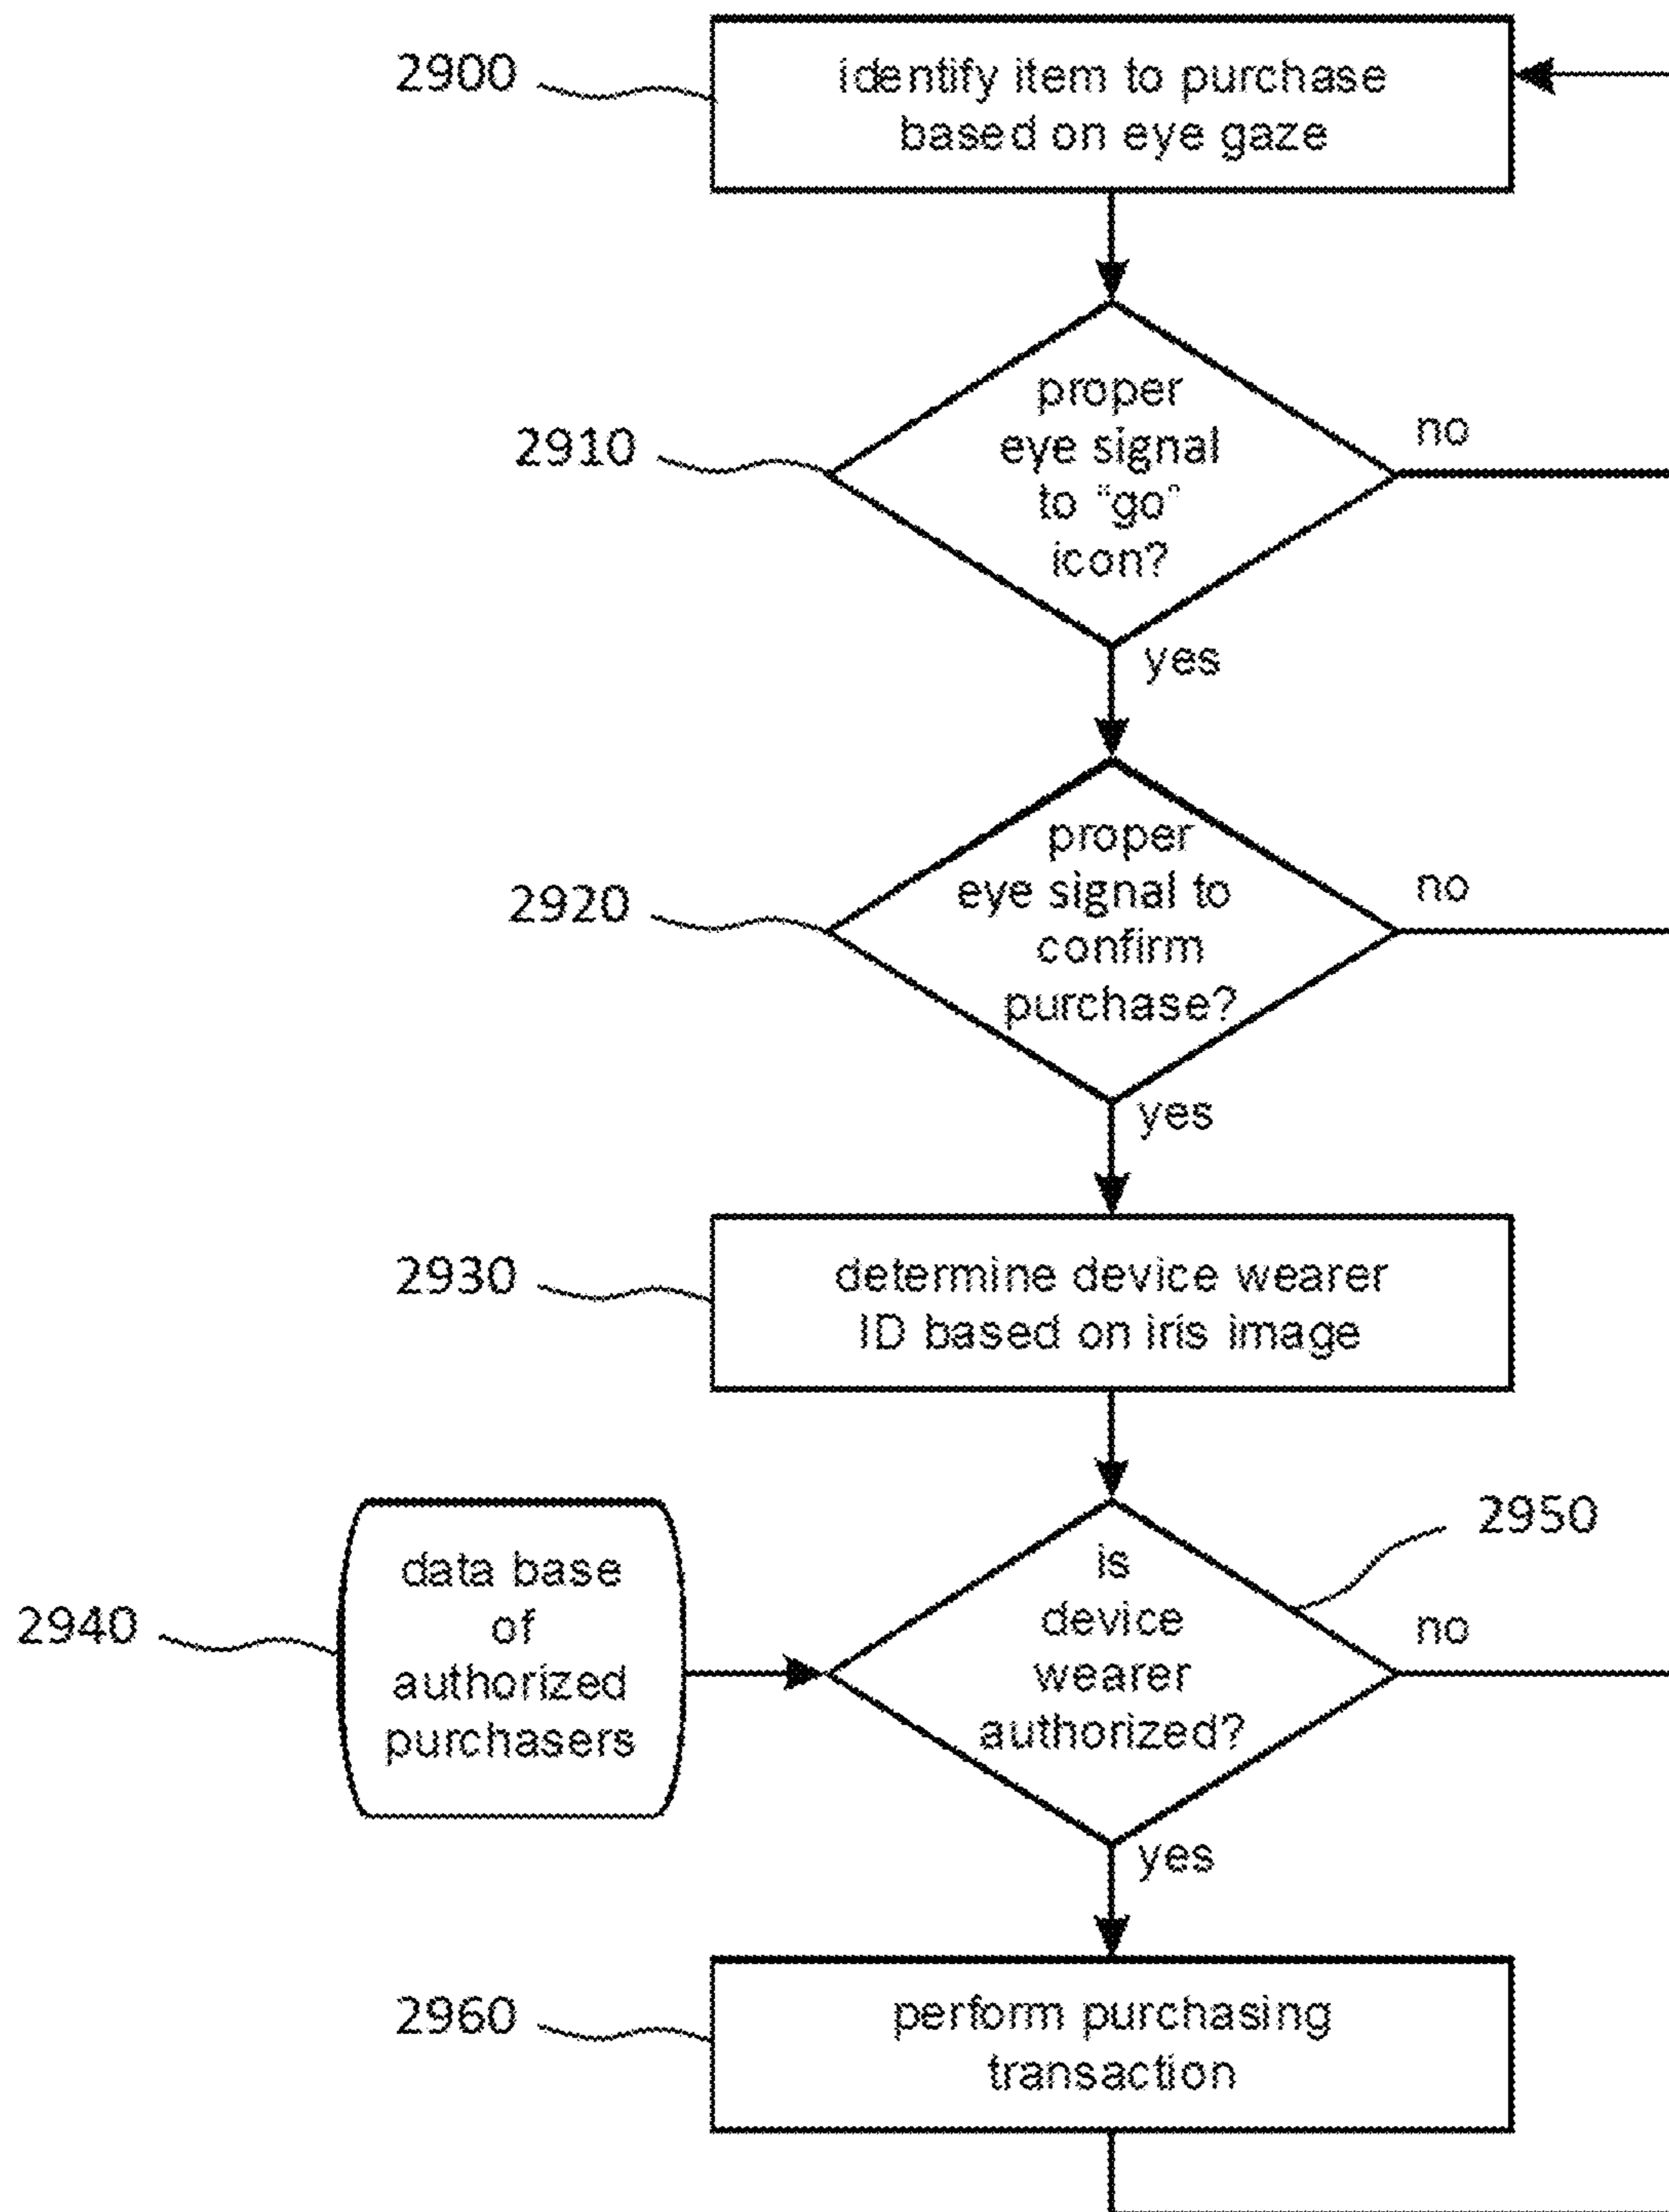 2900
identify item to purchase
based on eye gaze
2910
proper
eye signal
to "go"
icon?
no
yes
2920
proper
eye signal to
confirm
purchase?
no
yes
2930
determine device wearer
ID based on iris image
2940
data base
of
authorized
purchasers
2950
is
device
wearer
authorized?
no
yes
2960
perform purchasing
transaction